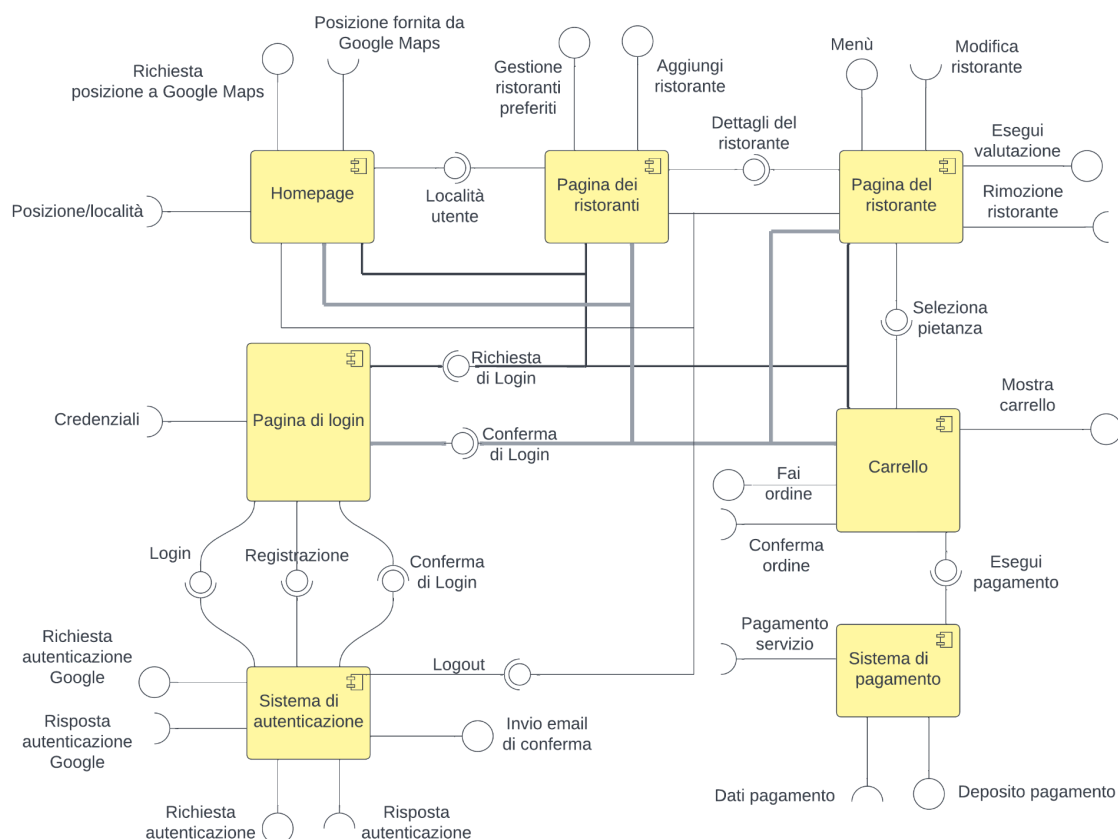 Posizione fornita da
Google Maps
Richiesta
posizione a Google Maps
Gestione
ristoranti
preferiti
Aggiungi
ristorante
Menù
Modifica
ristorante
Dettagli del
ristorante
Esegui
valutazione
Homepage
Pagina dei
ristoranti
Pagina del
ristorante
Posizione/località
Località
utente
Rimozione
ristorante
Seleziona
pietanza
Richiesta
di Login
Mostra
carrello
Credenziali
Pagina di login
Conferma
di Login
Carrello
Fai
ordine
Conferma
ordine
Login
Registrazione
Conferma
di Login
Esegui
pagamento
Richiesta
autenticazione
Google
Logout
Pagamento
servizio
Sistema di
pagamento
Sistema di
autenticazione
Risposta
autenticazione
Google
Invio email
di conferma
Dati pagamento
Deposito pagamento
Richiesta
autenticazione
Risposta
autenticazione